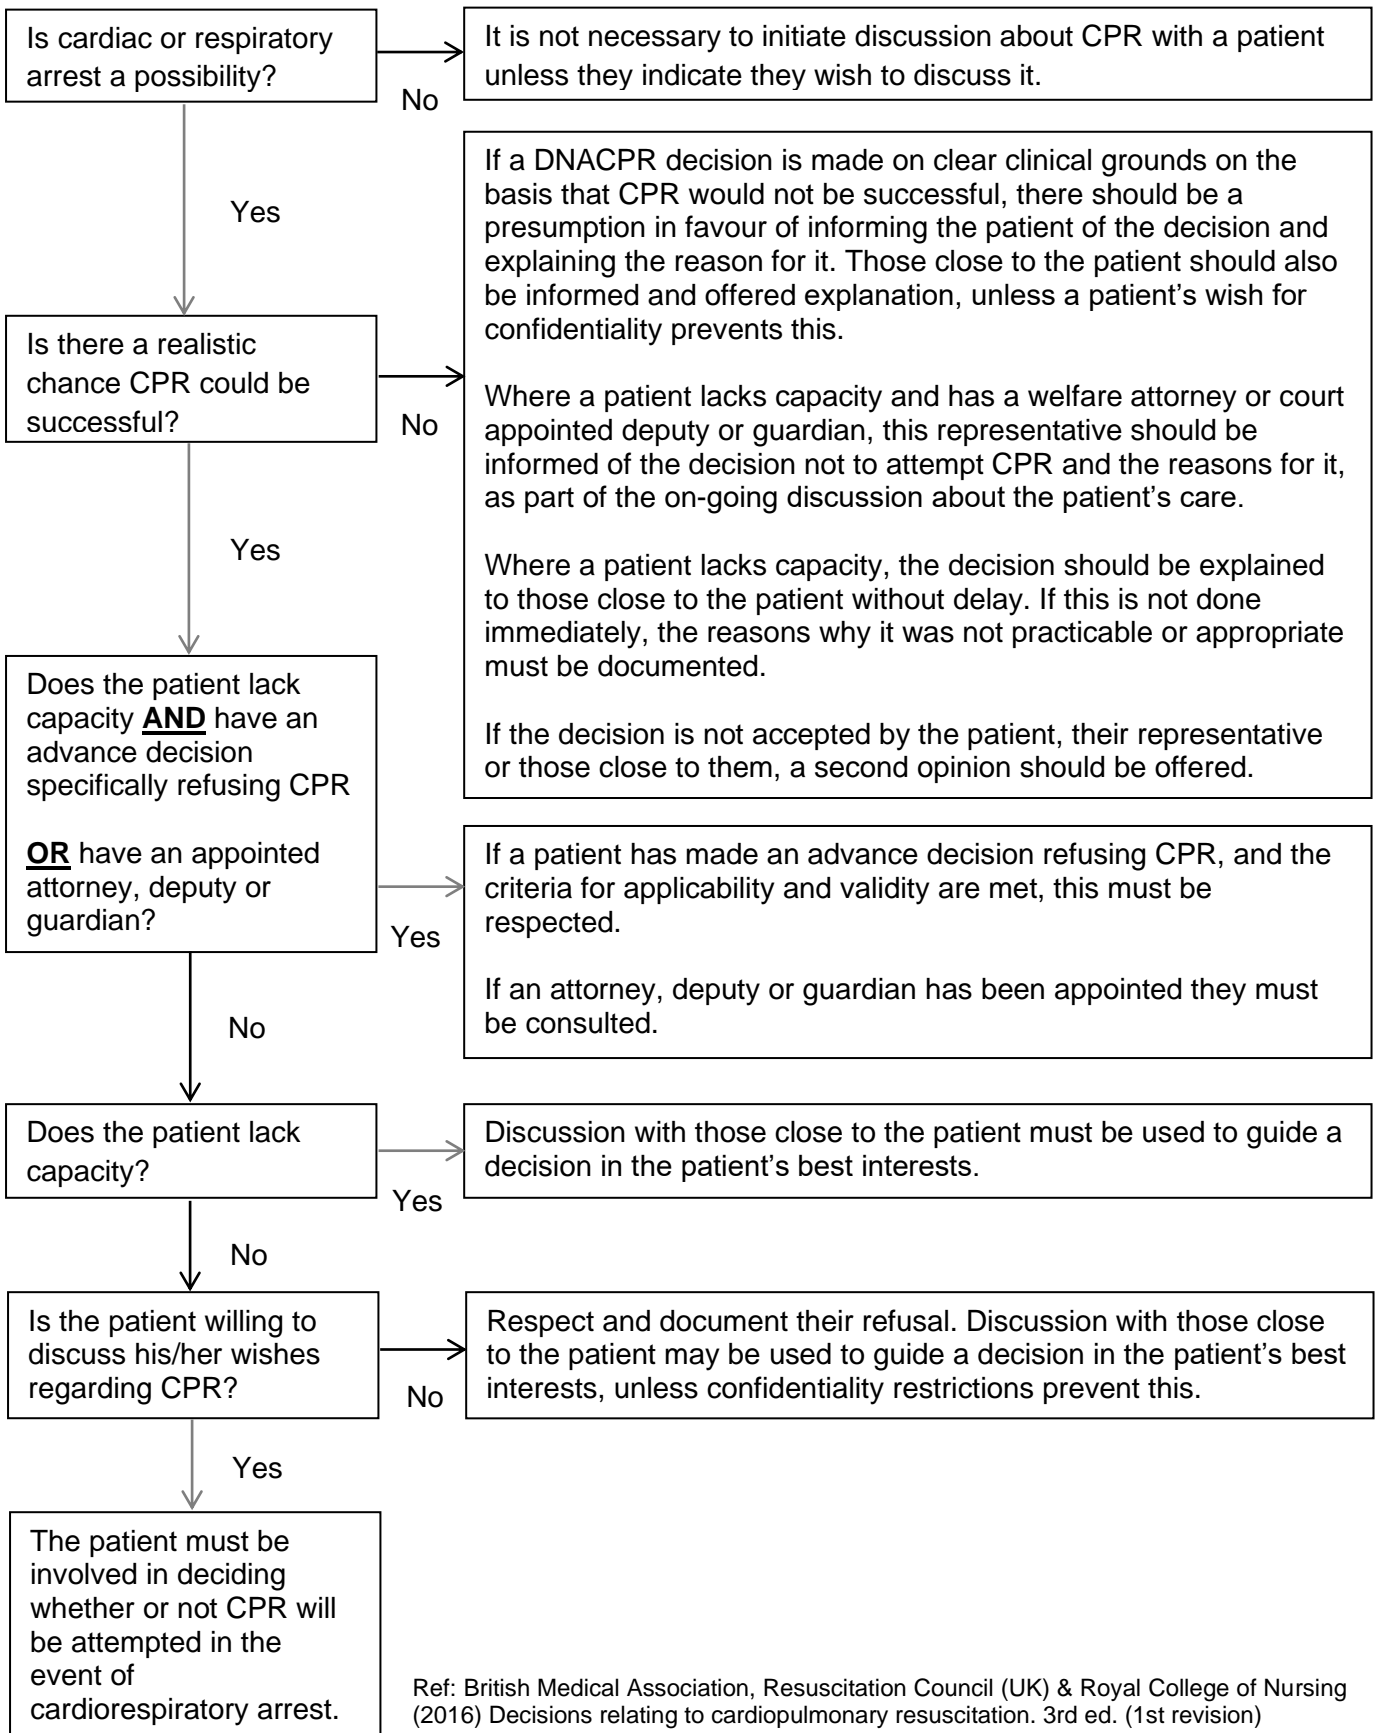 Is cardiac or respiratory
arrest a possibility?
No
It is not necessary to initiate discussion about CPR with a patient
unless they indicate they wish to discuss it.
Yes
Is there a realistic
chance CPR could be
successful?
No
If a DNACPR decision is made on clear clinical grounds on the
basis that CPR would not be successful, there should be a
presumption in favour of informing the patient of the decision and
explaining the reason for it. Those close to the patient should also
be informed and offered explanation, unless a patient’s wish for
confidentiality prevents this.
Where a patient lacks capacity and has a welfare attorney or court
appointed deputy or guardian, this representative should be
informed of the decision not to attempt CPR and the reasons for it,
as part of the on-going discussion about the patient’s care.
Where a patient lacks capacity, the decision should be explained
to those close to the patient without delay. If this is not done
immediately, the reasons why it was not practicable or appropriate
must be documented.
If the decision is not accepted by the patient, their representative
or those close to them, a second opinion should be offered.
Yes
Does the patient lack
capacity AND have an
advance decision
specifically refusing CPR
OR have an appointed
attorney, deputy or
guardian?
Yes
If a patient has made an advance decision refusing CPR, and the
criteria for applicability and validity are met, this must be
respected.
If an attorney, deputy or guardian has been appointed they must
be consulted.
No
Does the patient lack
capacity?
Yes
Discussion with those close to the patient must be used to guide a
decision in the patient’s best interests.
No
Is the patient willing to
discuss his/her wishes
regarding CPR?
No
Respect and document their refusal. Discussion with those close
to the patient may be used to guide a decision in the patient’s best
interests, unless confidentiality restrictions prevent this.
Yes
The patient must be
involved in deciding
whether or not CPR will
be attempted in the
event of
cardiorespiratory arrest.
Ref: British Medical Association, Resuscitation Council (UK) & Royal College of Nursing
(2016) Decisions relating to cardiopulmonary resuscitation. 3rd ed. (1st revision)